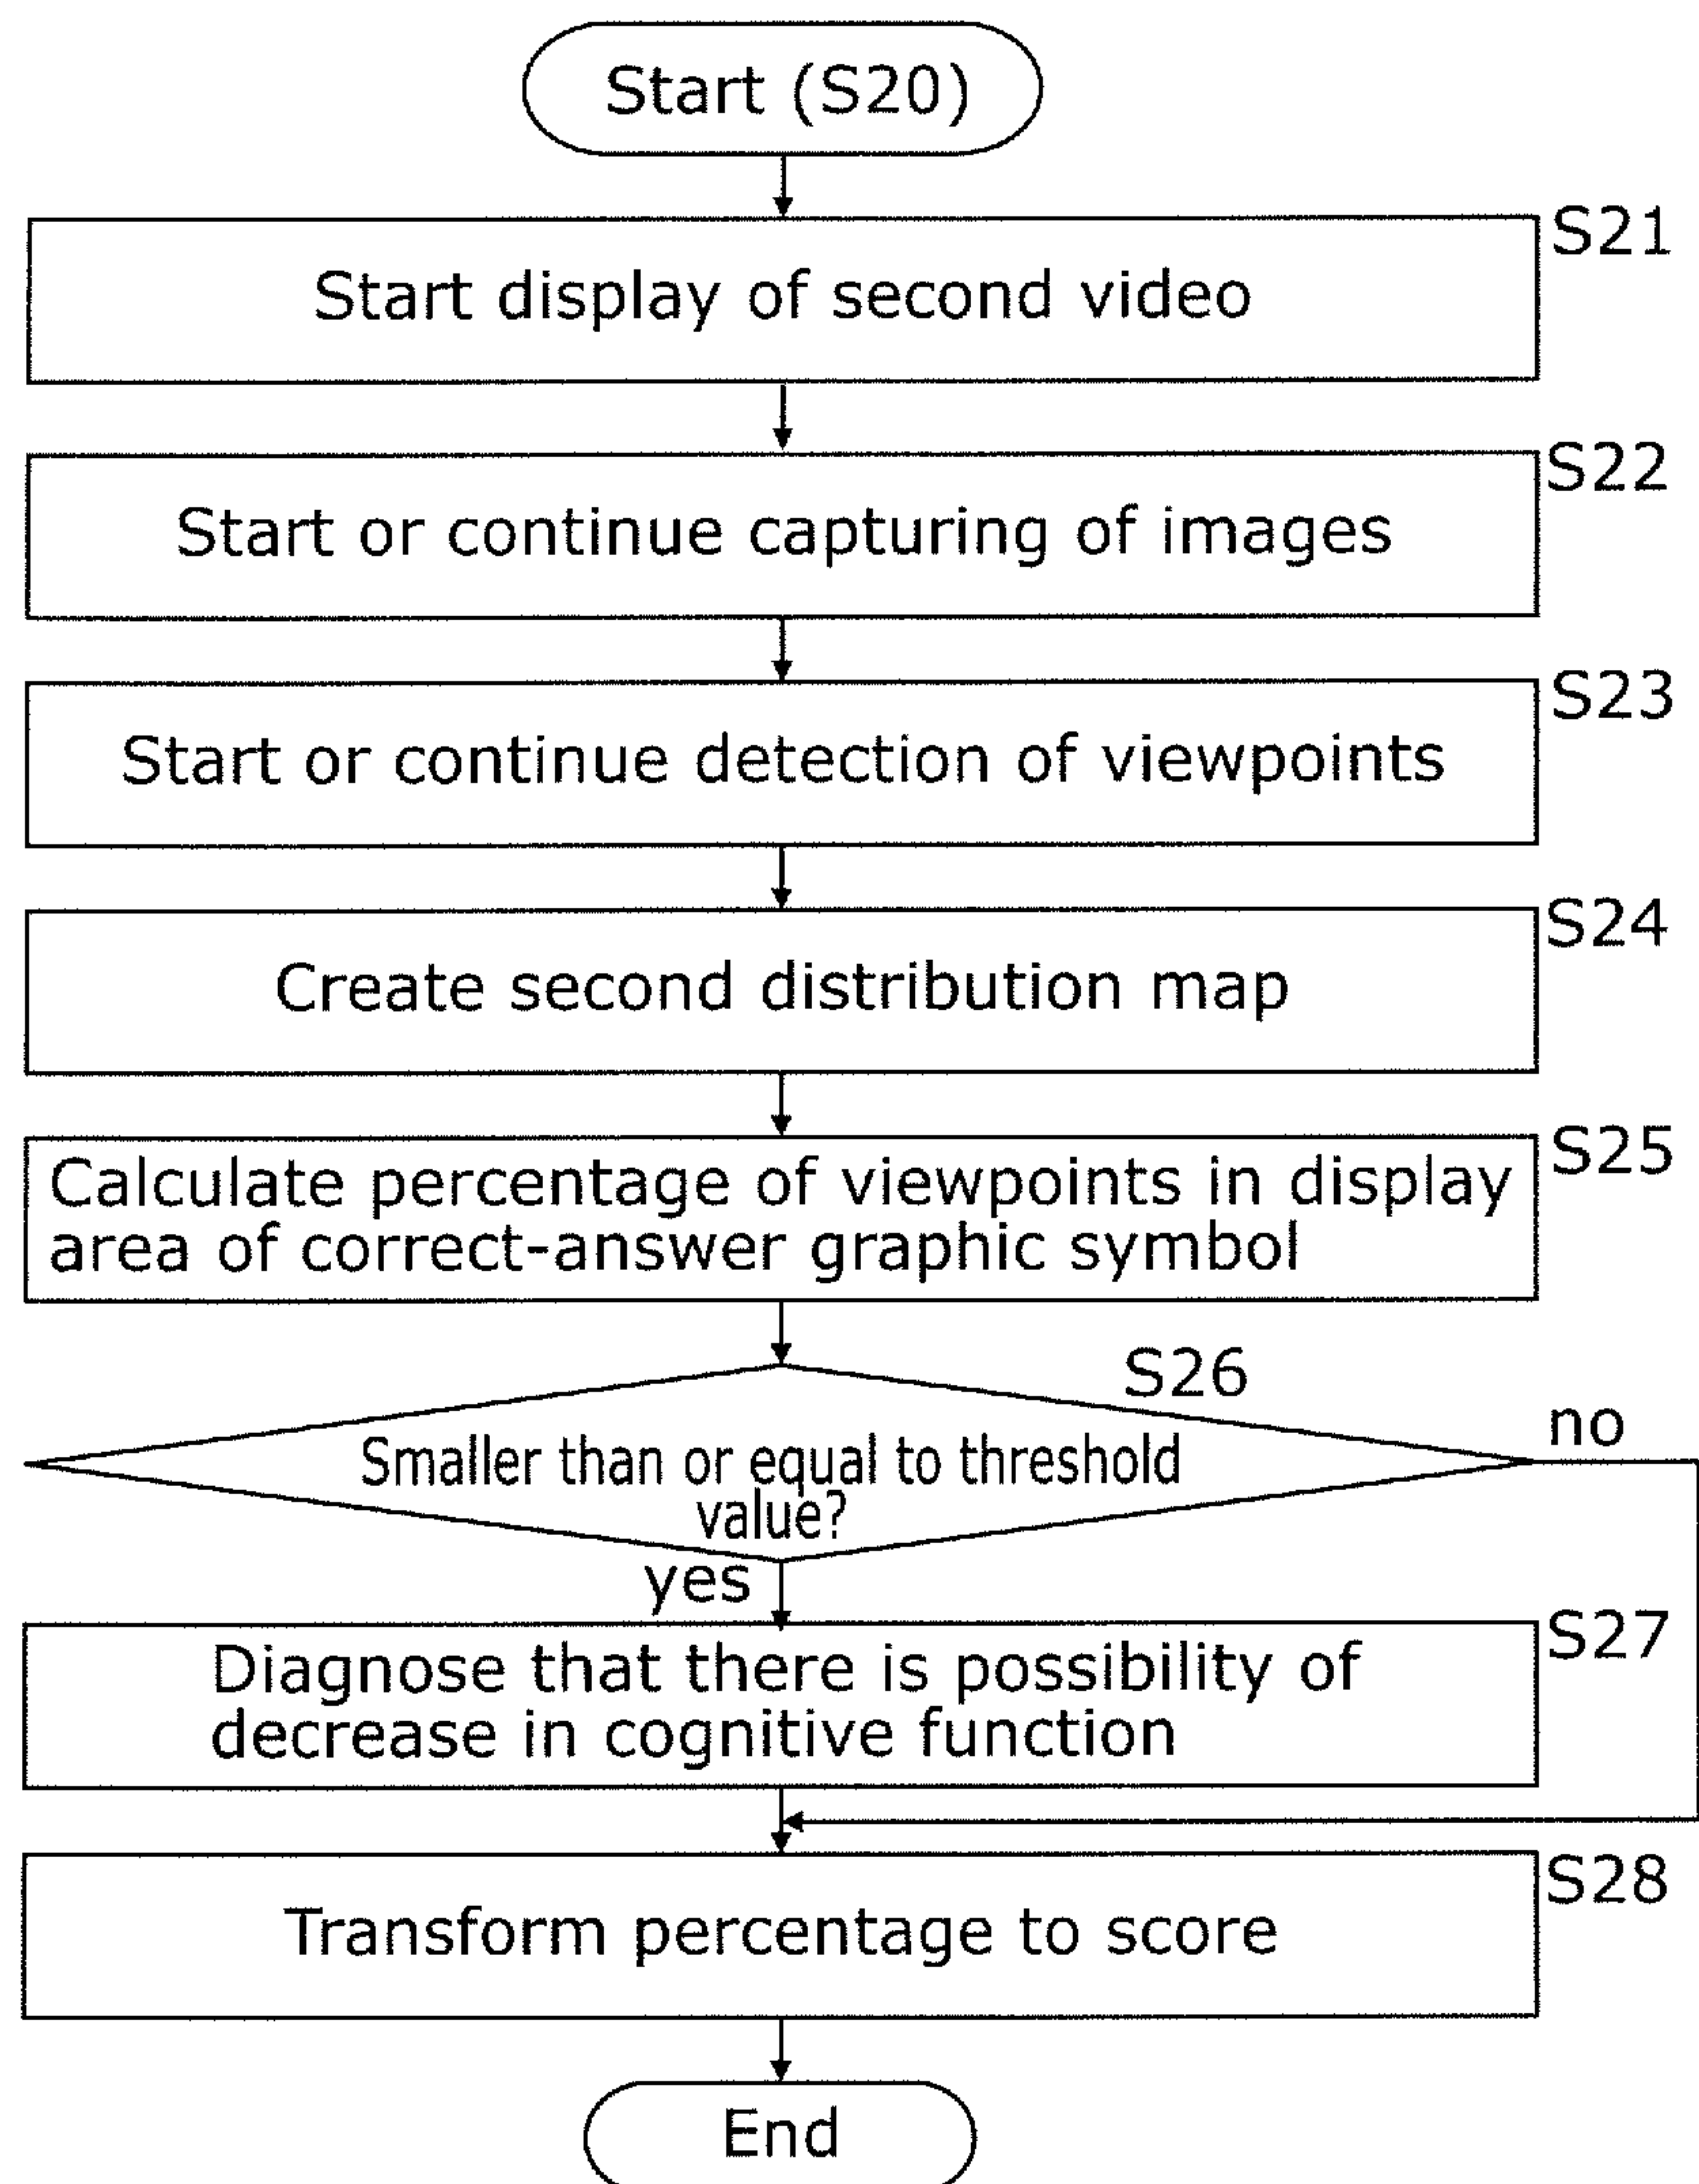 Start (S20)
S21
Start display of second video
S22
Start or continue capturing of images
S23
Start or continue detection of viewpoints
S24
Create second distribution map
S25
Calculate percentage of viewpoints in display
area of correct-answer graphic symbol
S26
no
Smaller than or equal to threshold
value?
yes
S27
Diagnose that there is possibility of
decrease in cognitive function
S28
Transform percentage to score
End